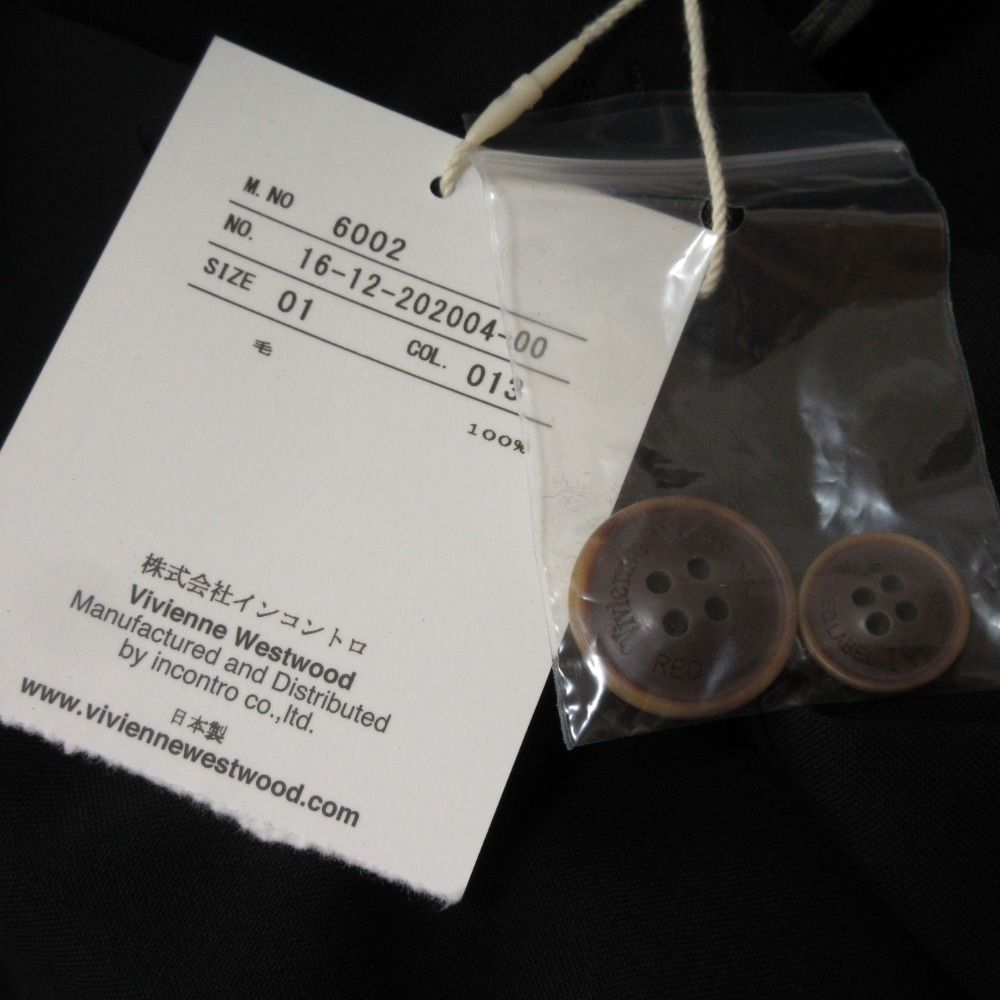 M.NO 6002
NO. 16-12-202004-00
SIZE 01 COL. 013
毛 100%
株式会社インコントロ
Vivienne Westwood
Manufactured and Distributed
by incontro co.,ltd.
日本製
www.viviennewestwood.com
Vivienne
RED
LABEL